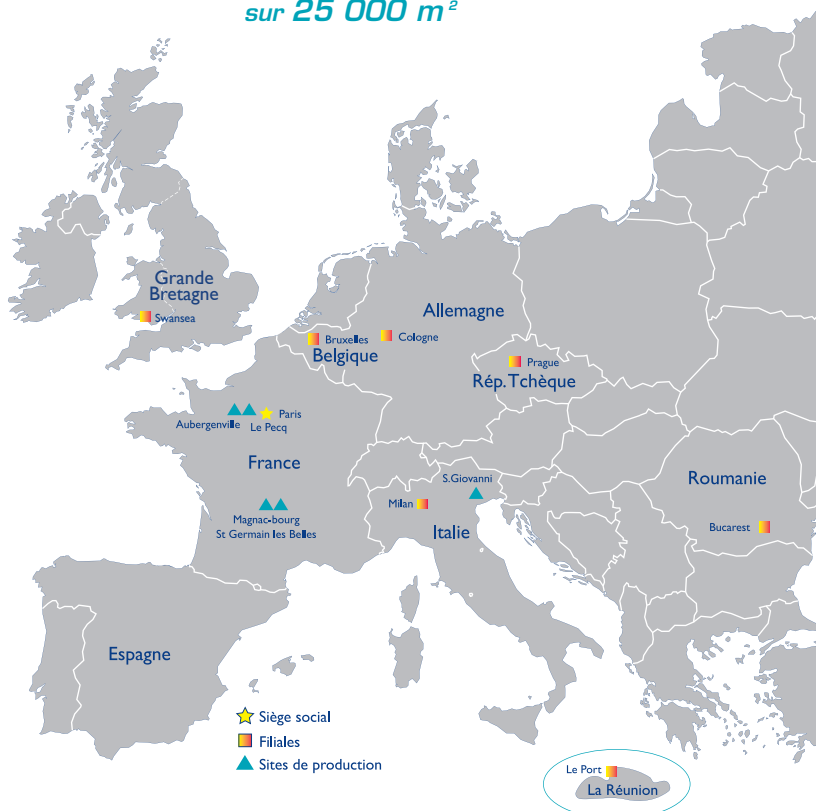 sur 25 000 m²
Grande
Bretagne
Swansea
Allemagne
Bruxelles
Cologne
Belgique
Prague
Rép. Tchèque
Paris
Aubergenville
Le Pecq
France
S.Giovanni
Roumanie
Milan
Magnac-bourg
St Germain les Belles
Italie
Bucarest
Espagne
Siège social
Filiales
Sites de production
Le Port
La Réunion